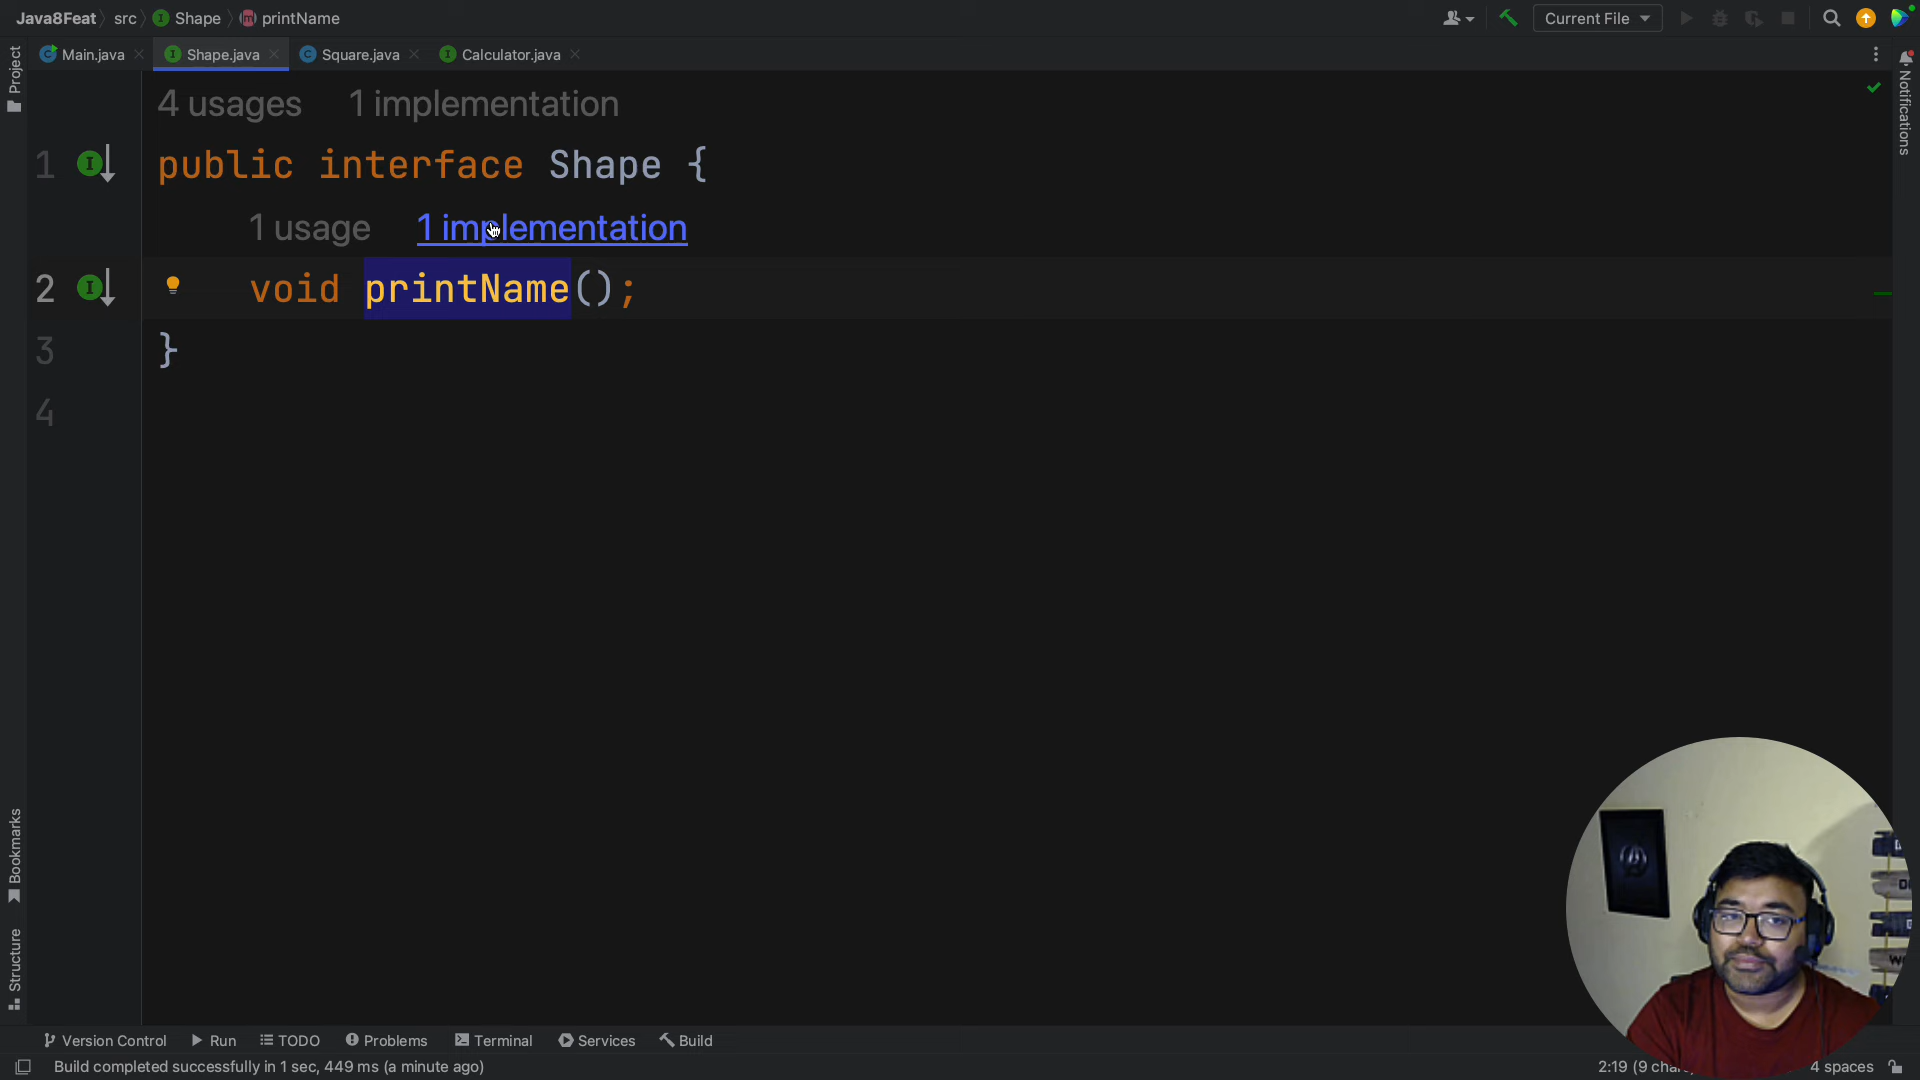 Java8Feat src Shape printName Current File
Main.java Shape.java Square.java Calculator.java
Project
Notifications
4 usages 1 implementation
1 public interface Shape {
1 usage 1 implementation
2 void printName();
3 }
4
Bookmarks
Structure
Version Control Run TODO Problems Terminal Services Build
Build completed successfully in 1 sec, 449 ms (a minute ago) 2:19 (9 4 spaces